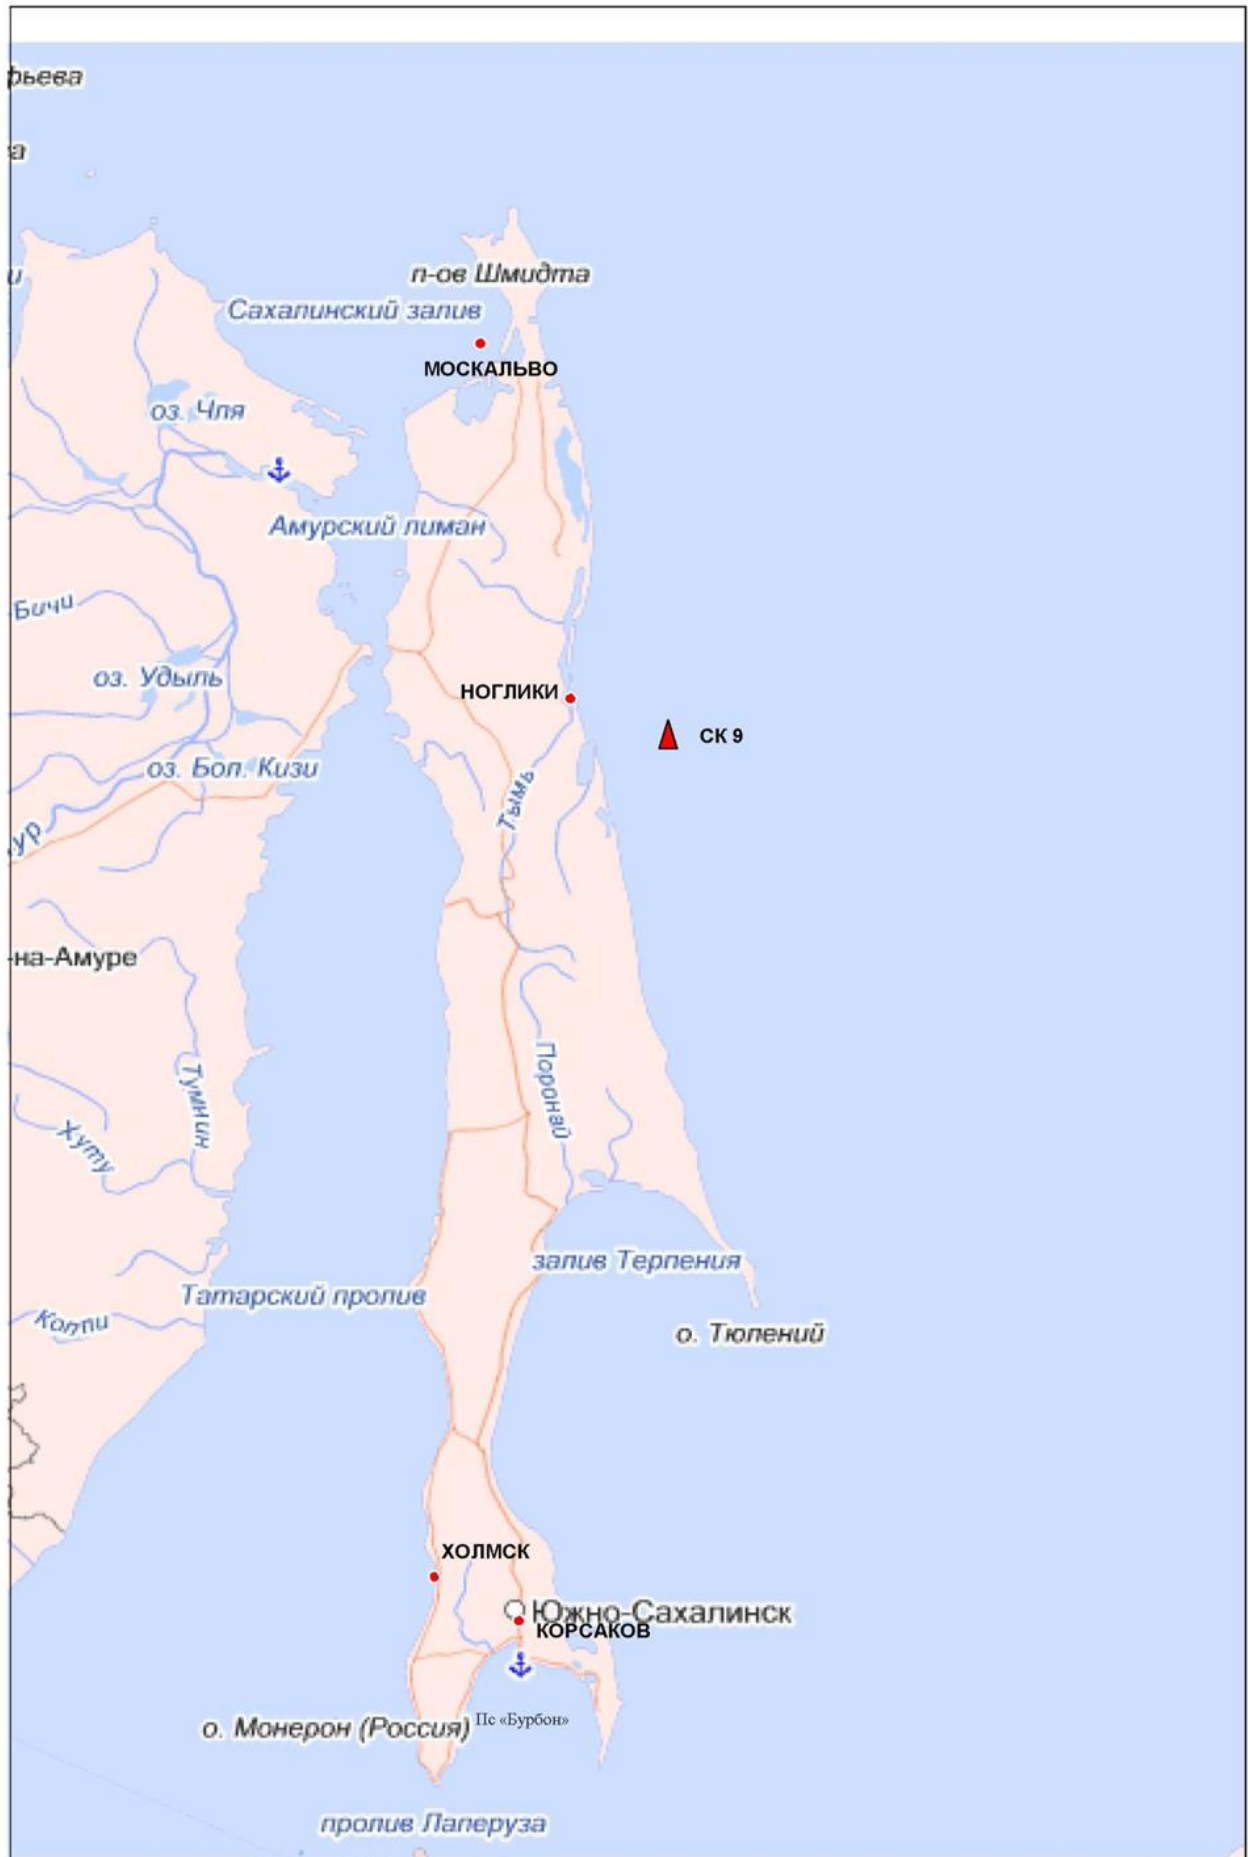 рьева
а
п-ов Шмидта
и
Сахалинский залив
МОСКАЛЬВО
оз. Чля
Амурский лиман
Бичи
оз. Удыль
НОГЛИКИ
СК 9
оз. Бол. Кизи
Тымь
ур
-на-Амуре
Поронай
Тумнин
Хуту
залив Терпения
Татарский пролив
Коппи
о. Тюлений
ХОЛМСК
Южно-Сахалинск
КОРСАКОВ
Пс «Бурбон»
о. Монерон (Россия)
пролив Лаперуза